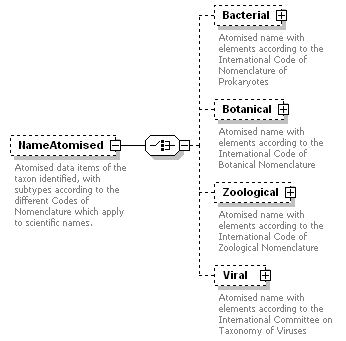 Bacterial
Atomised name with
elements according to the
International Code of
Nomenclature of
Prokaryotes
Botanical
Atomised name with
elements according to the
International Code of
Botanical Nomenclature
NameAtomised
Atomised data items of the
taxon identified, with
subtypes according to the
different Codes of
Nomenclature which apply
to scientific names.
Zoological
Atomised name with
elements according to the
International Code of
Zoological Nomenclature
Viral
Atomised name with
elements according to the
International Committee on
Taxonomy of Viruses